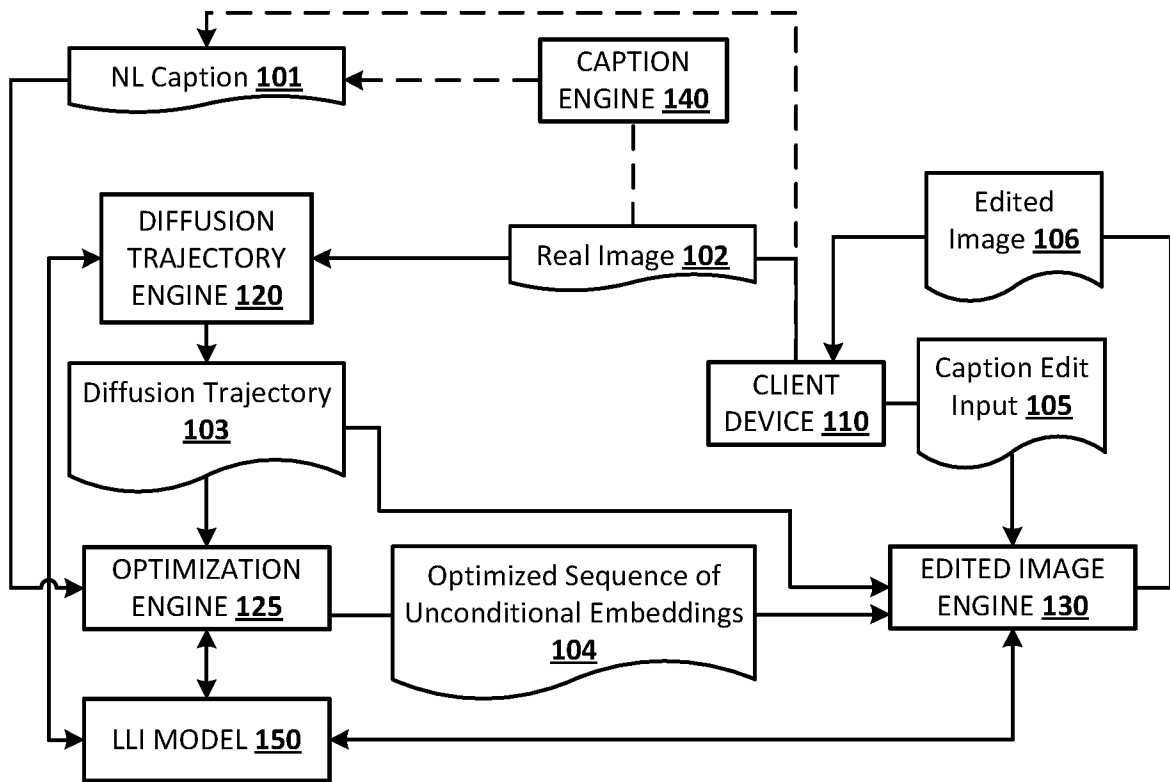 NL Caption 101
CAPTION
ENGINE 140
DIFFUSION
TRAJECTORY
ENGINE 120
Real Image 102
Edited
Image 106
Diffusion Trajectory
103
CLIENT
DEVICE 110
Caption Edit
Input 105
OPTIMIZATION
ENGINE 125
Optimized Sequence of
Unconditional Embeddings
104
EDITED IMAGE
ENGINE 130
LLI MODEL 150